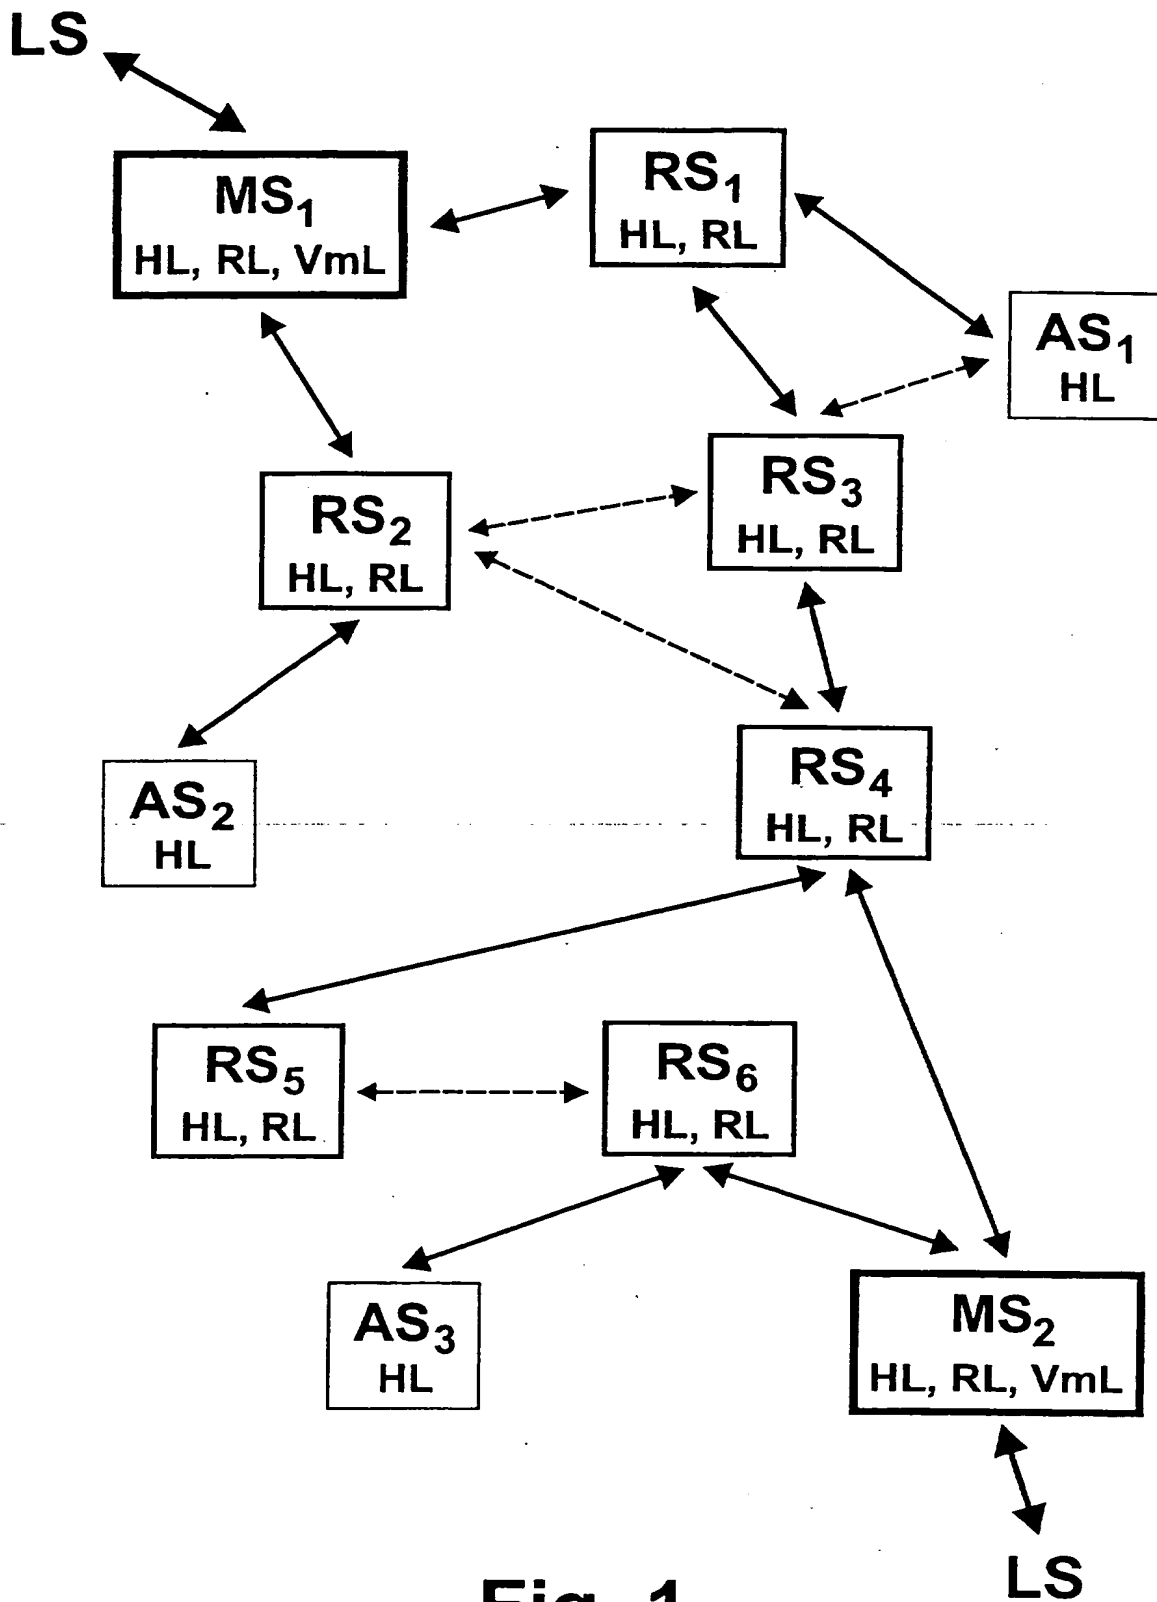 LS
MS₁
HL, RL, VmL
RS₁
HL, RL
AS₁
HL
RS₃
HL, RL
RS₂
HL, RL
RS₄
HL, RL
AS₂
HL
RS₅
HL, RL
RS₆
HL, RL
AS₃
HL
MS₂
HL, RL, VmL
LS
Fig. 1